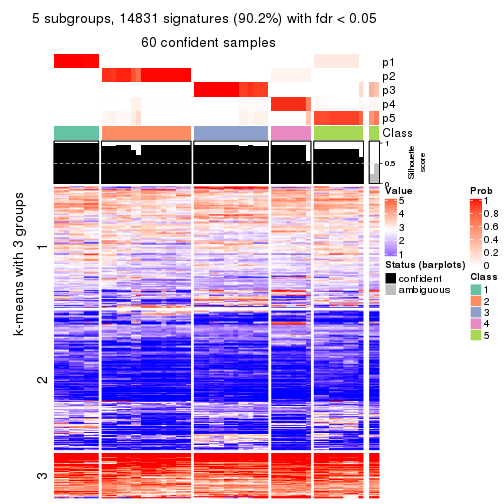 5 subgroups, 14831 signatures (90.2%) with fdr < 0.05
60 confident samples
p1
p2
p3
p4
p5
Class
1
0.5
0
Silhouette
score
k-means with 3 groups
1
2
3
Value
5
4
3
2
1
Status (barplots)
confident
ambiguous
Prob
1
0.8
0.6
0.4
0.2
0
Class
1
2
3
4
5